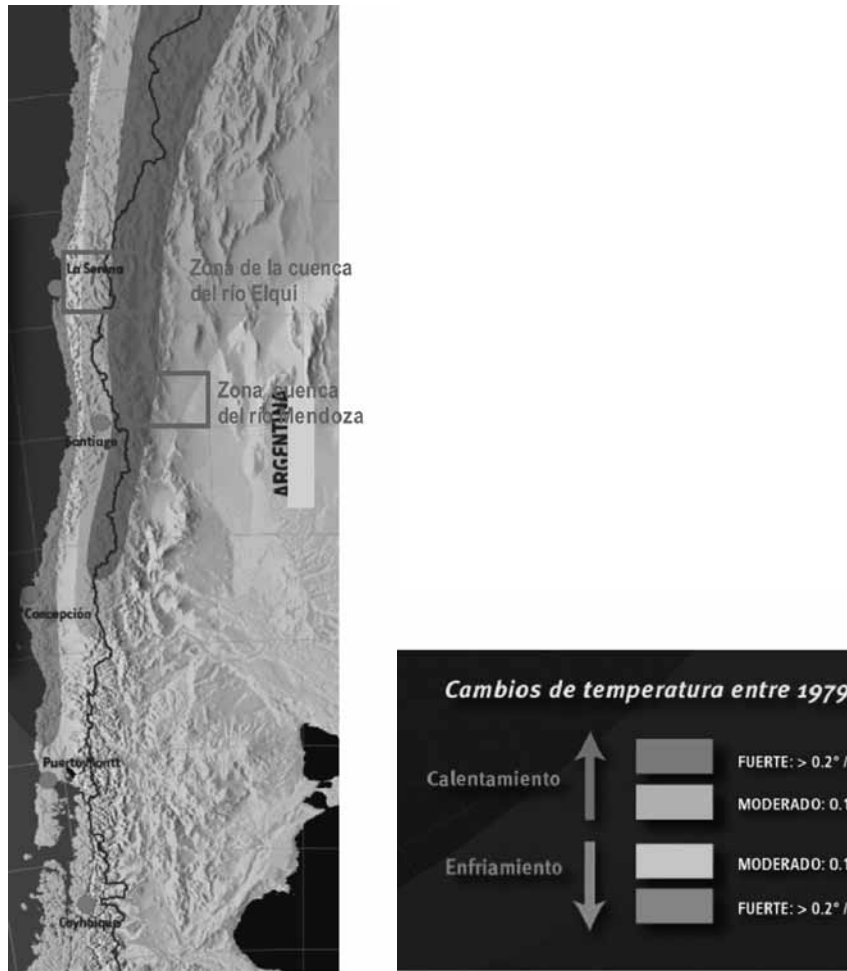 La Serena
Zona de la cuenca
del río Elqui
Zona cuenca
del río Mendoza
ARGENTINA
Santiago
Concepción
Puerto Montt
Coyhaique
Cambios de temperatura entre 1979
Calentamiento
FUERTE: > 0.2° /
MODERADO: 0.1
Enfriamiento
MODERADO: 0.1
FUERTE: > 0.2° /